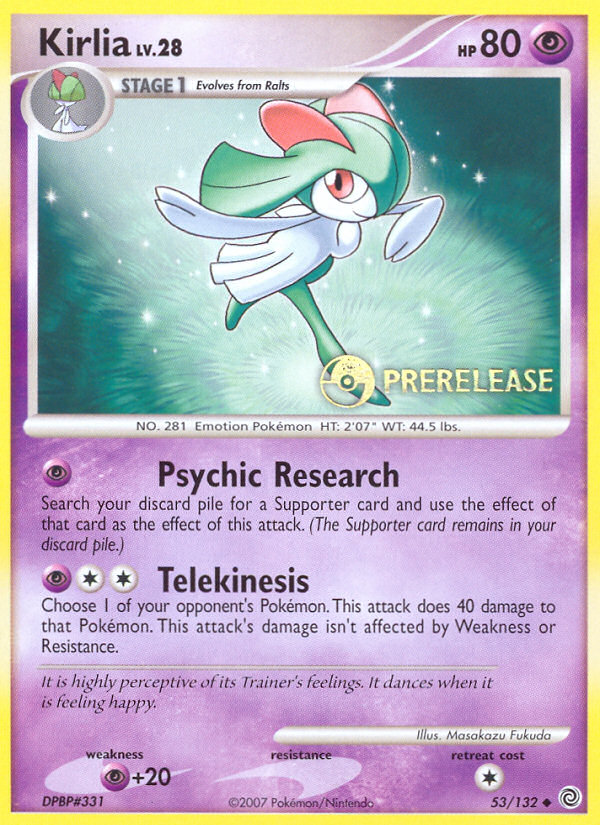 Kirlia LV.28 HP 80
STAGE 1 Evolves from Ralts
PRERELEASE
NO. 281 Emotion Pokémon HT: 2'07" WT: 44.5 lbs.
Psychic Research
Search your discard pile for a Supporter card and use the effect of
that card as the effect of this attack. (The Supporter card remains in your
discard pile.)
Telekinesis
Choose 1 of your opponent's Pokémon. This attack does 40 damage to
that Pokémon. This attack's damage isn't affected by Weakness or
Resistance.
It is highly perceptive of its Trainer's feelings. It dances when it
is feeling happy.
Illus. Masakazu Fukuda
weakness resistance retreat cost
+20
DPBP#331 ©2007 Pokémon/Nintendo 53/132